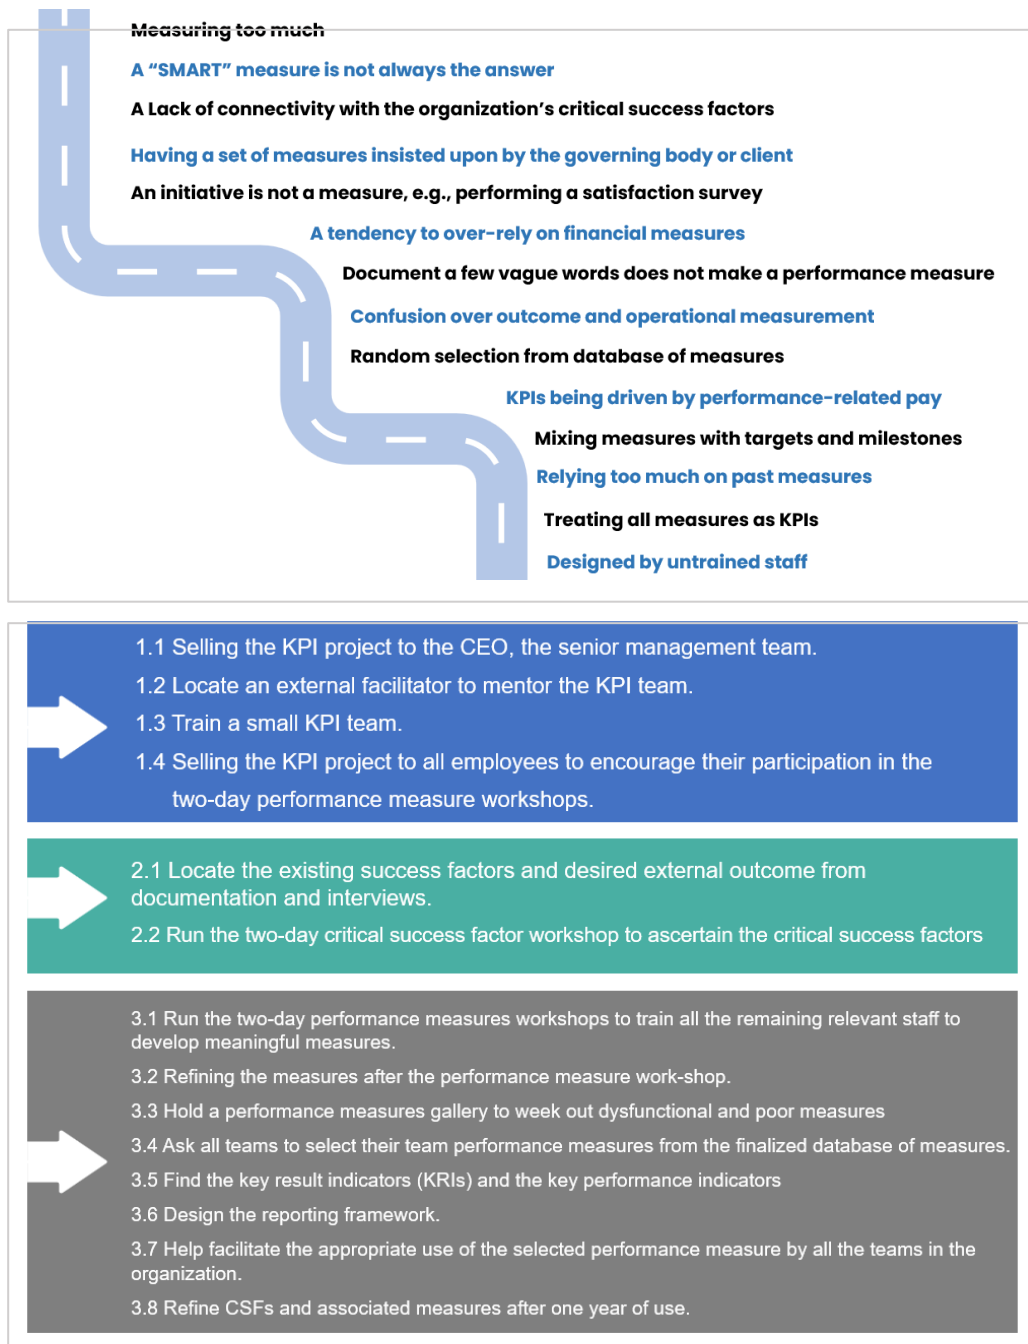 Measuring too much
A “SMART” measure is not always the answer
A Lack of connectivity with the organization’s critical success factors
Having a set of measures insisted upon by the governing body or client
An initiative is not a measure, e.g., performing a satisfaction survey
A tendency to over-rely on financial measures
Document a few vague words does not make a performance measure
Confusion over outcome and operational measurement
Random selection from database of measures
KPIs being driven by performance-related pay
Mixing measures with targets and milestones
Relying too much on past measures
Treating all measures as KPIs
Designed by untrained staff
1.1 Selling the KPI project to the CEO, the senior management team.
1.2 Locate an external facilitator to mentor the KPI team.
1.3 Train a small KPI team.
1.4 Selling the KPI project to all employees to encourage their participation in the
two-day performance measure workshops.
2.1 Locate the existing success factors and desired external outcome from
documentation and interviews.
2.2 Run the two-day critical success factor workshop to ascertain the critical success factors
3.1 Run the two-day performance measures workshops to train all the remaining relevant staff to
develop meaningful measures.
3.2 Refining the measures after the performance measure work-shop.
3.3 Hold a performance measures gallery to week out dysfunctional and poor measures
3.4 Ask all teams to select their team performance measures from the finalized database of measures.
3.5 Find the key result indicators (KRIs) and the key performance indicators
3.6 Design the reporting framework.
3.7 Help facilitate the appropriate use of the selected performance measure by all the teams in the
organization.
3.8 Refine CSFs and associated measures after one year of use.